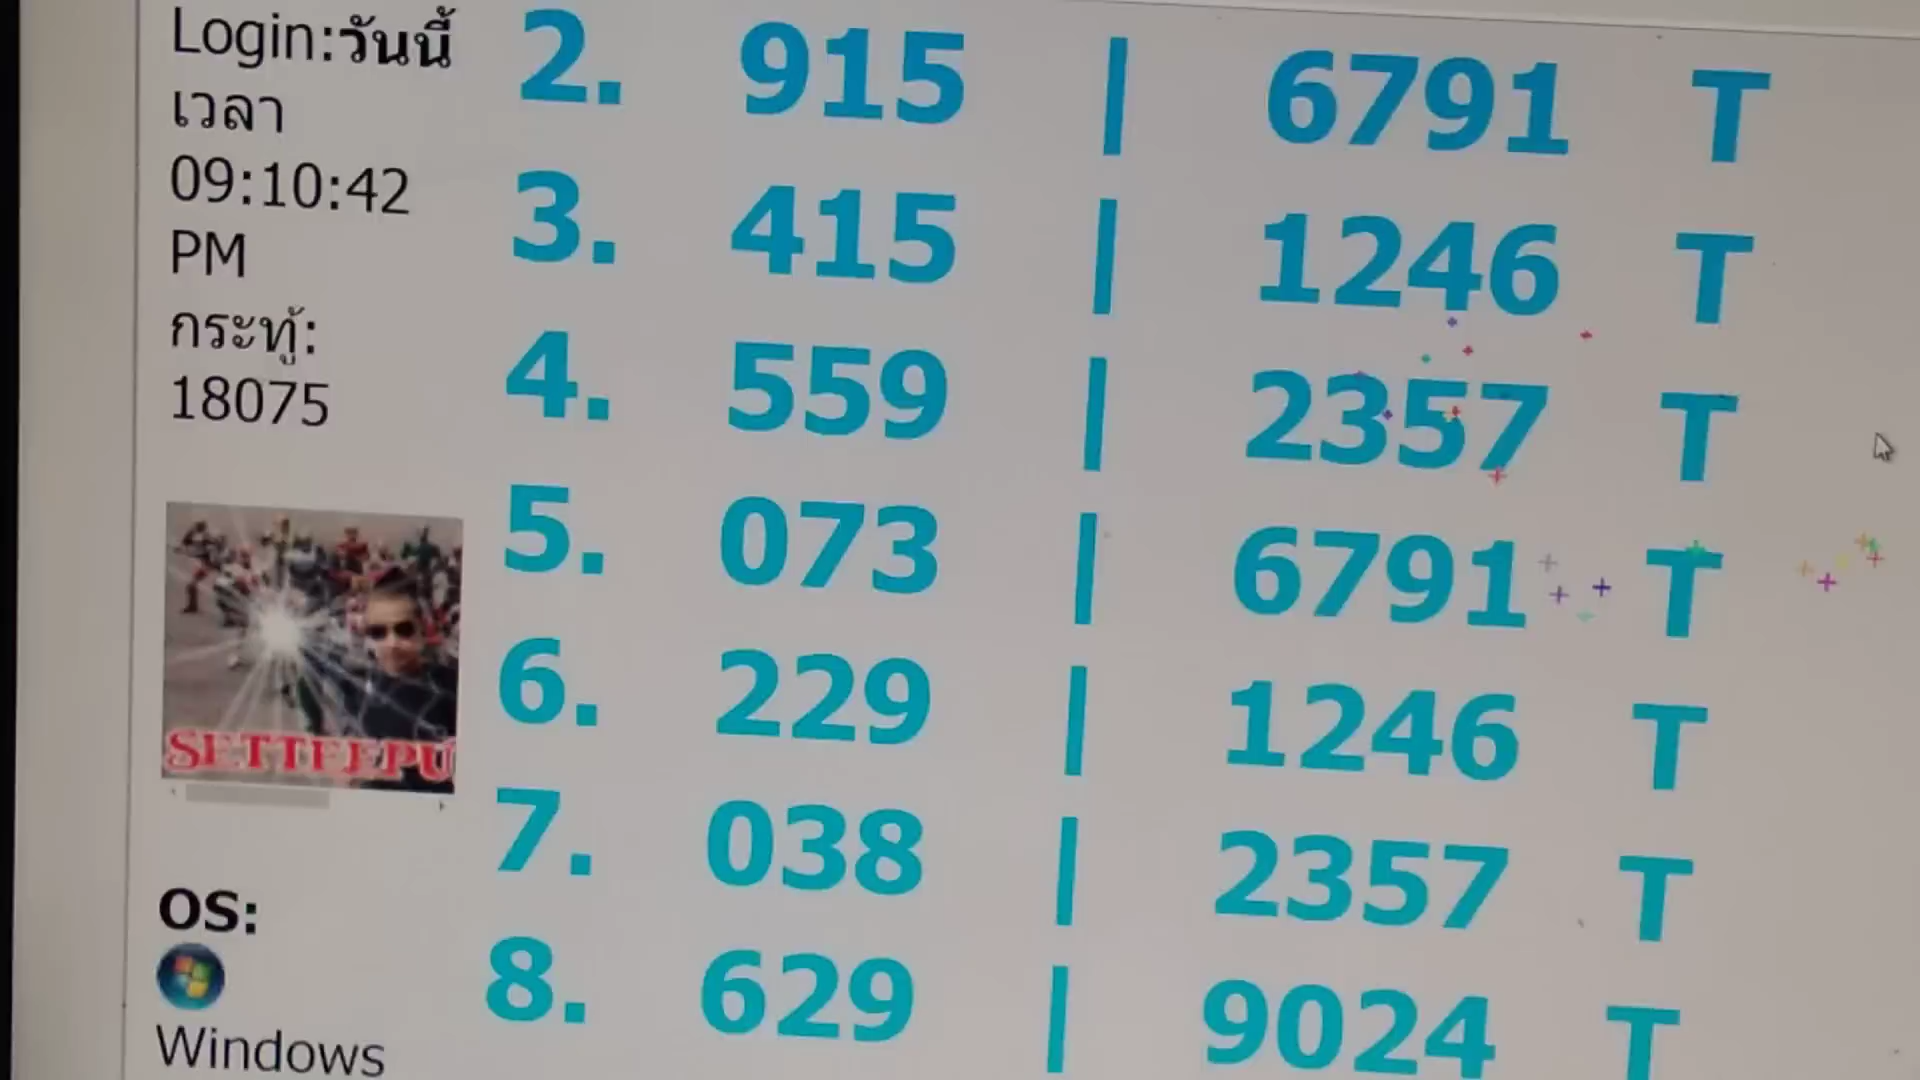 Login:วันนี้
เวลา
09:10:42
PM
กระทู้:
18075
SETTEEPU
OS:
Windows
2. 915 | 6791 T
3. 415 | 1246 T
4. 559 | 2357 T
5. 073 | 6791 T
6. 229 | 1246 T
7. 038 | 2357 T
8. 629 | 9024 T